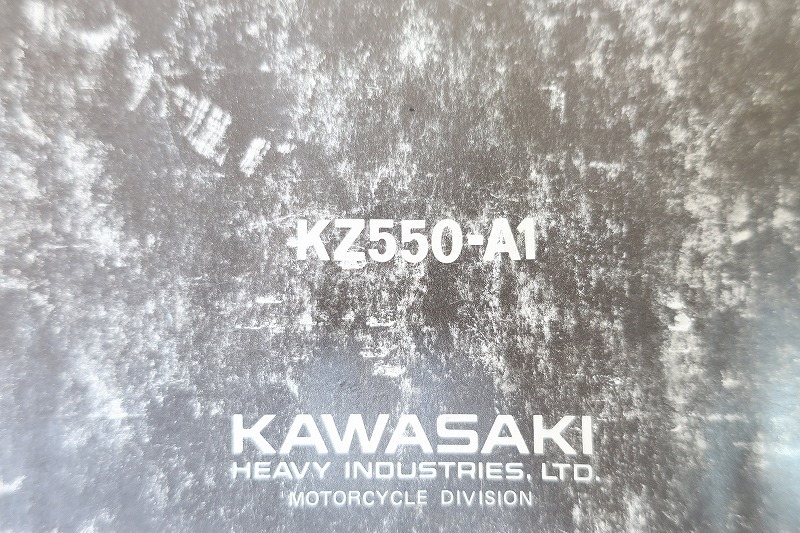 KZ550-A1
KAWASAKI
HEAVY INDUSTRIES, LTD.
MOTORCYCLE DIVISION